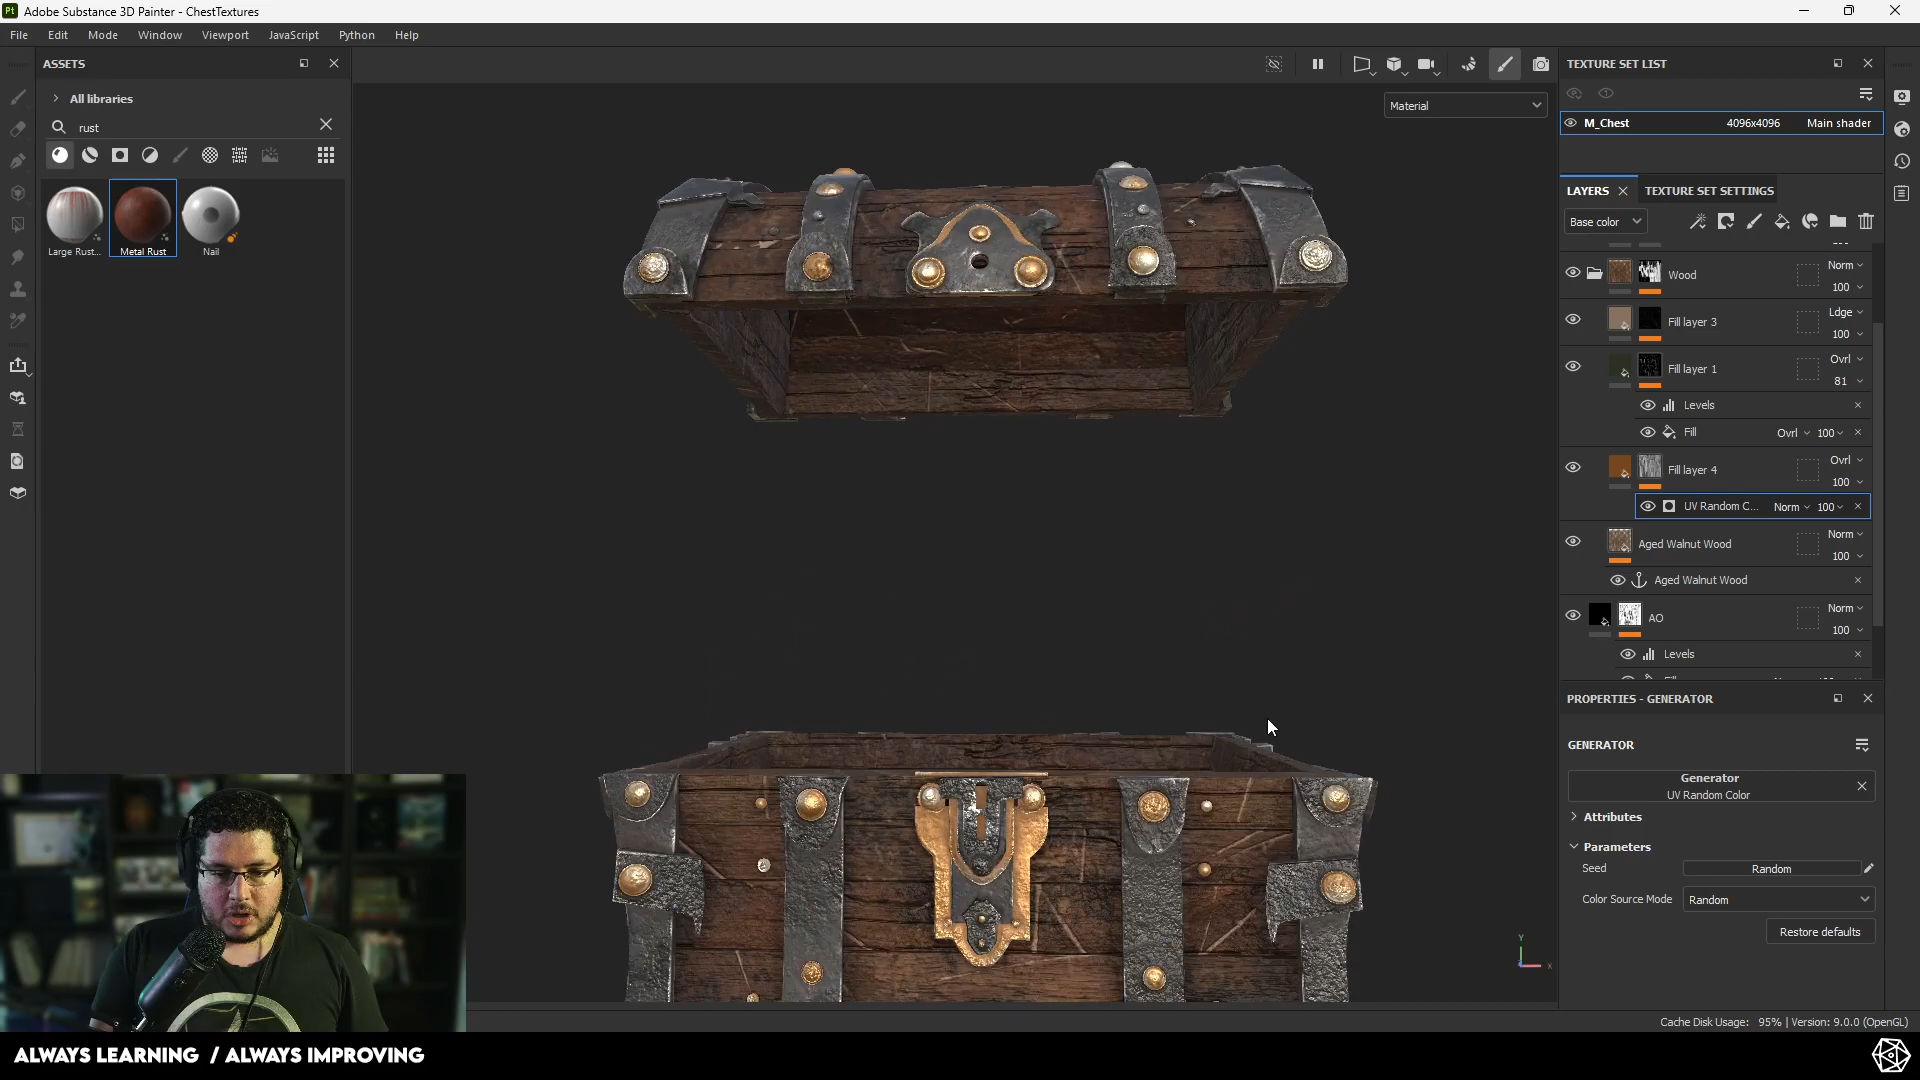 Pt Adobe Substance 3D Painter - ChestTextures
File Edit Mode Window Viewport JavaScript Python Help
ASSETS
All libraries
rust
Large Rust... Metal Rust Nail
Material
TEXTURE SET LIST
M_Chest 4096x4096 Main shader
LAYERS TEXTURE SET SETTINGS
Base color
Wood Norm
100
Fill layer 3 Ldge
100
Fill layer 1 Ovrl
81
Levels
Fill Ovrl 100
Fill layer 4 Ovrl
100
UV Random C... Norm 100
Aged Walnut Wood Norm
100
Aged Walnut Wood
AO Norm
100
Levels
PROPERTIES - GENERATOR
GENERATOR
Generator
UV Random Color
Attributes
Parameters
Seed Random
Color Source Mode Random
Restore defaults
Y
X
Cache Disk Usage: 95% | Version: 9.0.0 (OpenGL)
ALWAYS LEARNING / ALWAYS IMPROVING